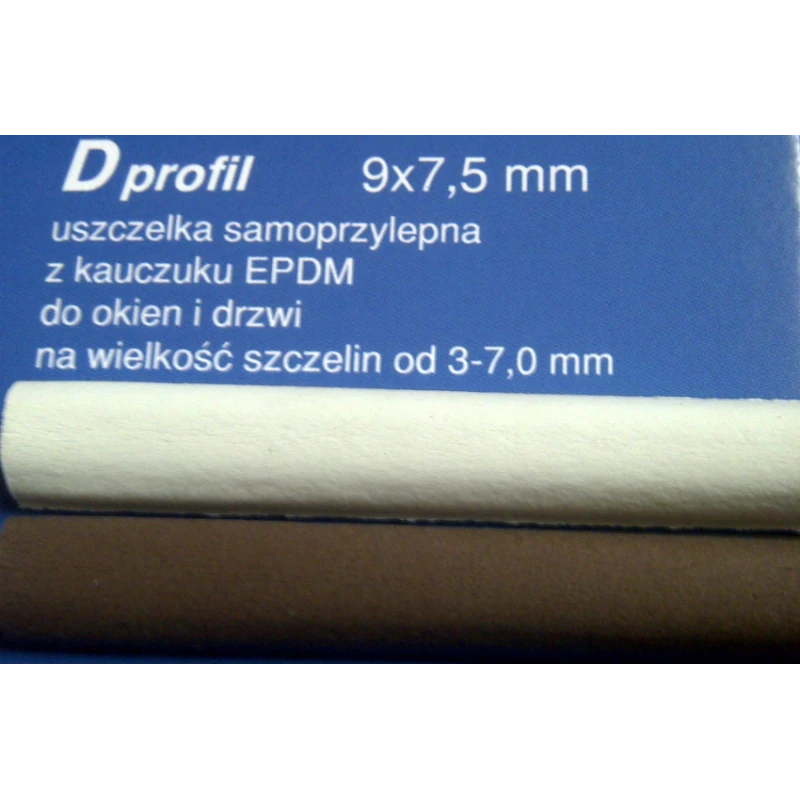 D profil 9x7,5 mm
uszczelka samoprzylepna
z kauczuku EPDM
do okien i drzwi
na wielkość szczelin od 3-7,0 mm